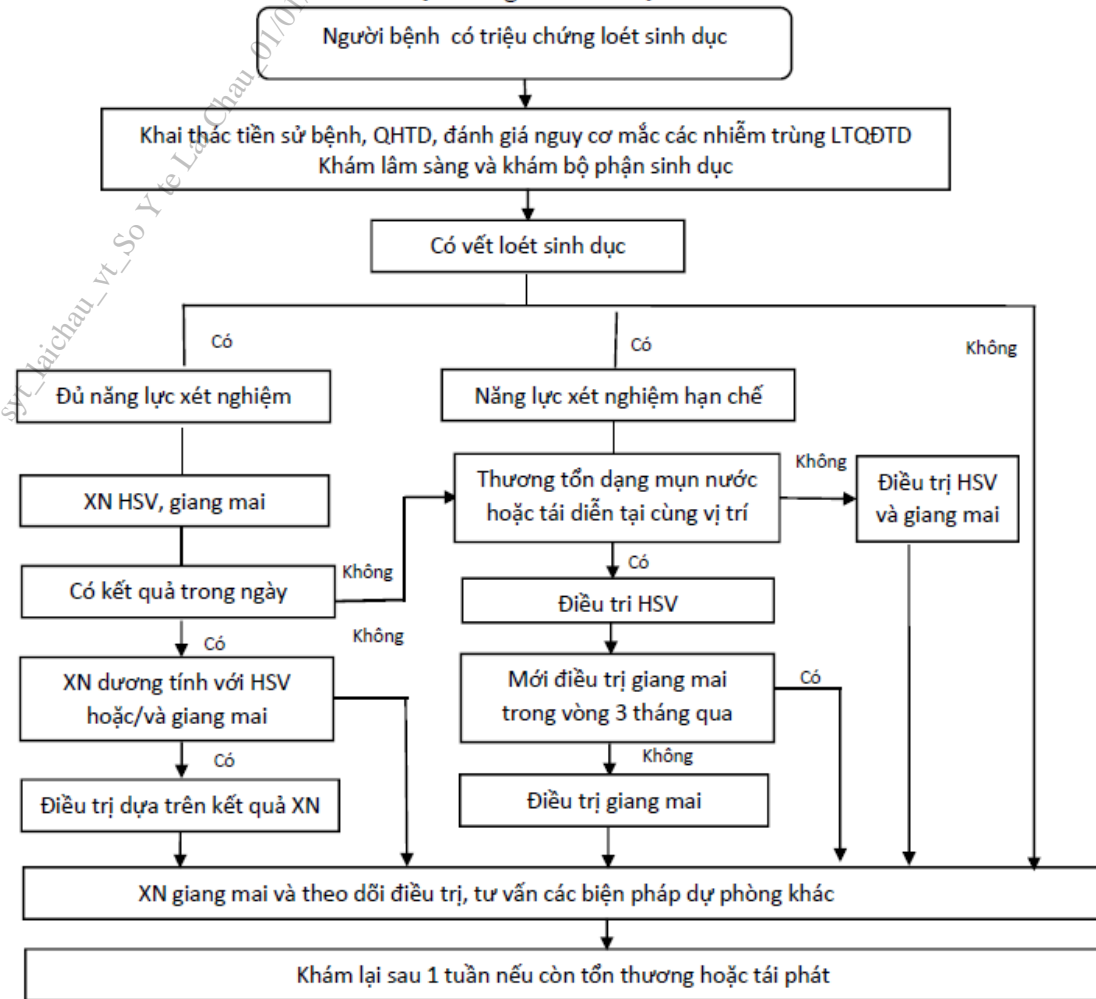 Người bệnh có triệu chứng loét sinh dục
Khai thác tiền sử bệnh, QHTD, đánh giá nguy cơ mắc các nhiễm trùng LTQĐTD
Khám lâm sàng và khám bộ phận sinh dục
Có vết loét sinh dục
Có
Có
Không
Đủ năng lực xét nghiệm
Năng lực xét nghiệm hạn chế
XN HSV, giang mai
Thương tổn dạng mụn nước
hoặc tái diễn tại cùng vị trí
Không
Điều trị HSV
và giang mai
Có kết quả trong ngày
Không
Có
Điều tri HSV
Có
Không
XN dương tính với HSV
hoặc/và giang mai
Mới điều trị giang mai
trong vòng 3 tháng qua
Có
Có
Không
Điều trị dựa trên kết quả XN
Điều trị giang mai
XN giang mai và theo dõi điều trị, tư vấn các biện pháp dự phòng khác
Khám lại sau 1 tuần nếu còn tổn thương hoặc tái phát
syt_laichau_vt_So Y te Lai Chau_01/01/